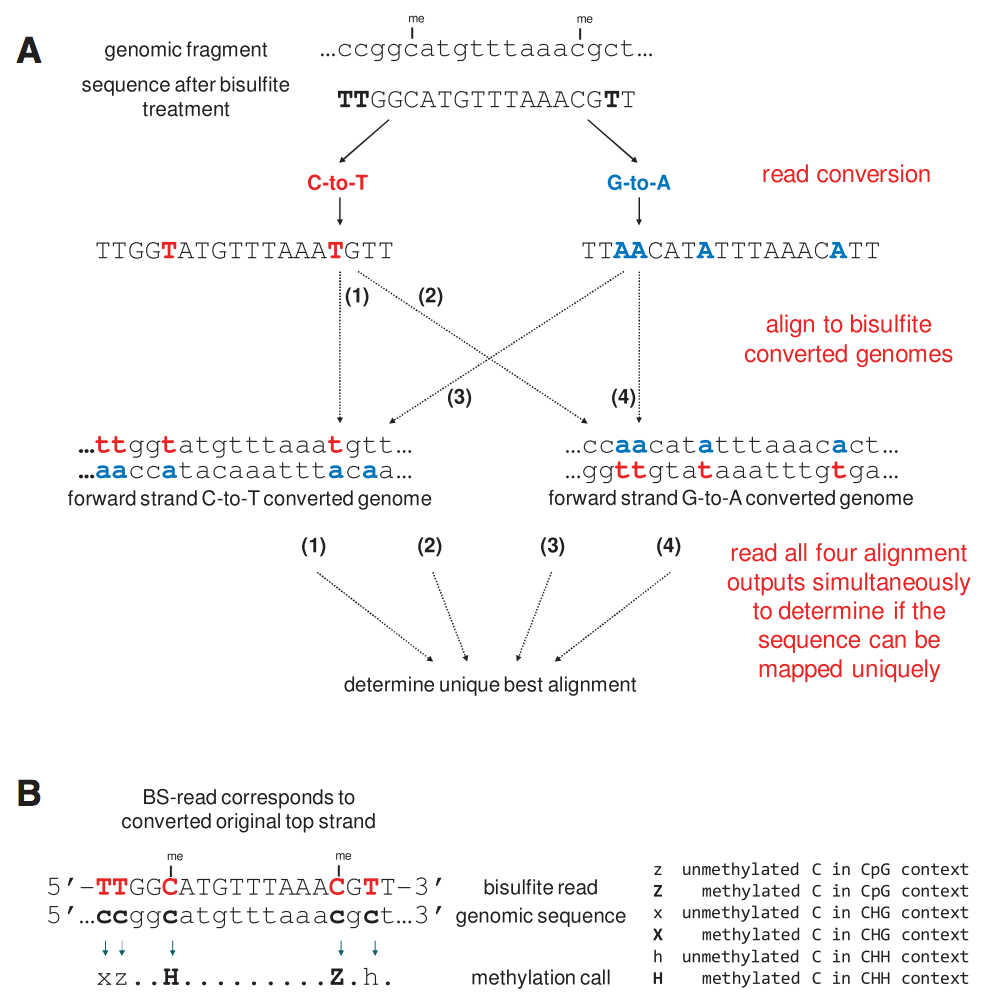 A
me me
genomic fragment ...ccggcatgtttaaacgct...
sequence after bisulfite
treatment
TTGGCATGTTTAAACGTT
C-to-T G-to-A read conversion
TTGGTATGTTTAAATGTT TTAACATATTTAAACATT
(1) (2)
align to bisulfite
converted genomes
(3) (4)
...ttggtatgtttaaatgtt... ...ccaacatatttaaacact...
...aaccatacaaatttacaa... ...ggttgtataaatttgtga...
forward strand C-to-T converted genome forward strand G-to-A converted genome
(1) (2) (3) (4)
read all four alignment
outputs simultaneously
to determine if the
sequence can be
mapped uniquely
determine unique best alignment
B
BS-read corresponds to
converted original top strand
me me
5'-TTGGCATGTTTAAACGTT-3' bisulfite read
5'...ccggcatgtttaaacgct...3' genomic sequence
xz..H.........Z.h. methylation call
z unmethylated C in CpG context
Z methylated C in CpG context
x unmethylated C in CHG context
X methylated C in CHG context
h unmethylated C in CHH context
H methylated C in CHH context